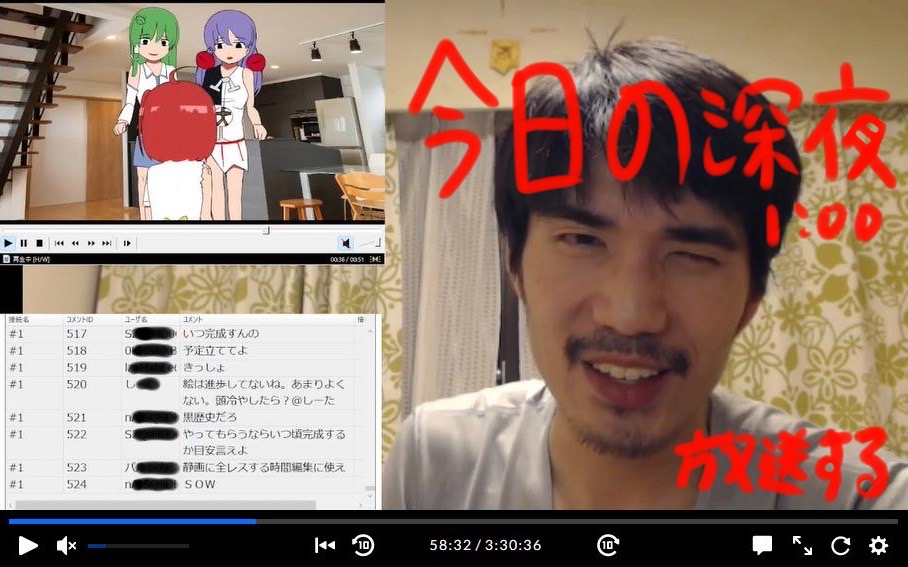 今日の深夜
1:00
放送する
大
再生中 [H/W]
00:36 / 00:51
接続名 コメントID ユーザ名 コメント
#1 517 いつ完成すんの
#1 518 予定立ててよ
#1 519 きっしょ
#1 520 し 絵は進歩してないね。あまりよく
ない。頭冷やしたら？@しーた
#1 521 n 黒歴史だろ
#1 522 S やってもらうならいつ頃完成する
か目安言えよ
#1 523 パ 静画に全レスする時間編集に使え
#1 524 n ＳＯＷ
10
58:32 / 3:30:36
10